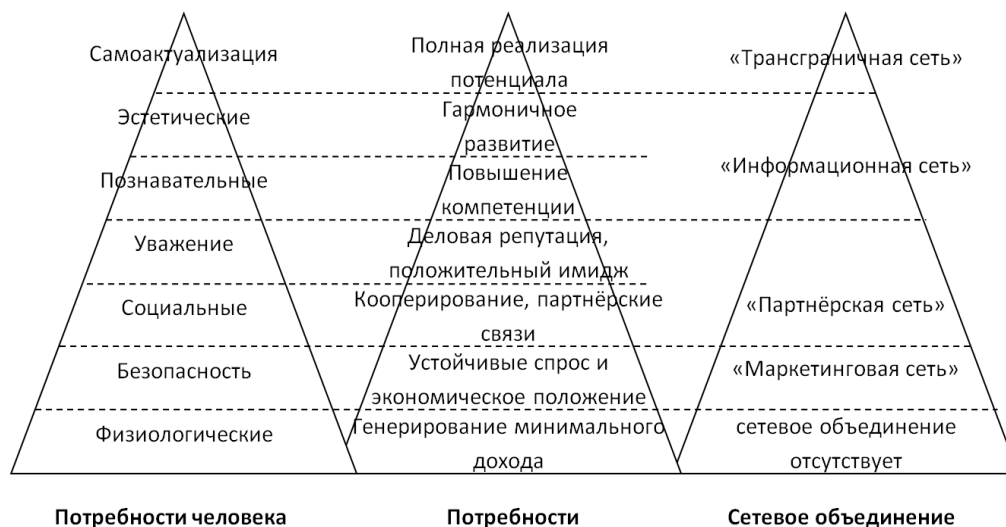 Самоактуализация
Эстетические
Познавательные
Уважение
Социальные
Безопасность
Физиологические
Потребности человека
Полная реализация
потенциала
Гармоничное
развитие
Повышение
компетенции
Деловая репутация,
положительный имидж
Кооперирование, партнёрские
связи
Устойчивые спрос и
экономическое положение
Генерирование минимального
дохода
Потребности
«Трансграничная сеть»
«Информационная сеть»
«Партнёрская сеть»
«Маркетинговая сеть»
сетевое объединение
отсутствует
Сетевое объединение